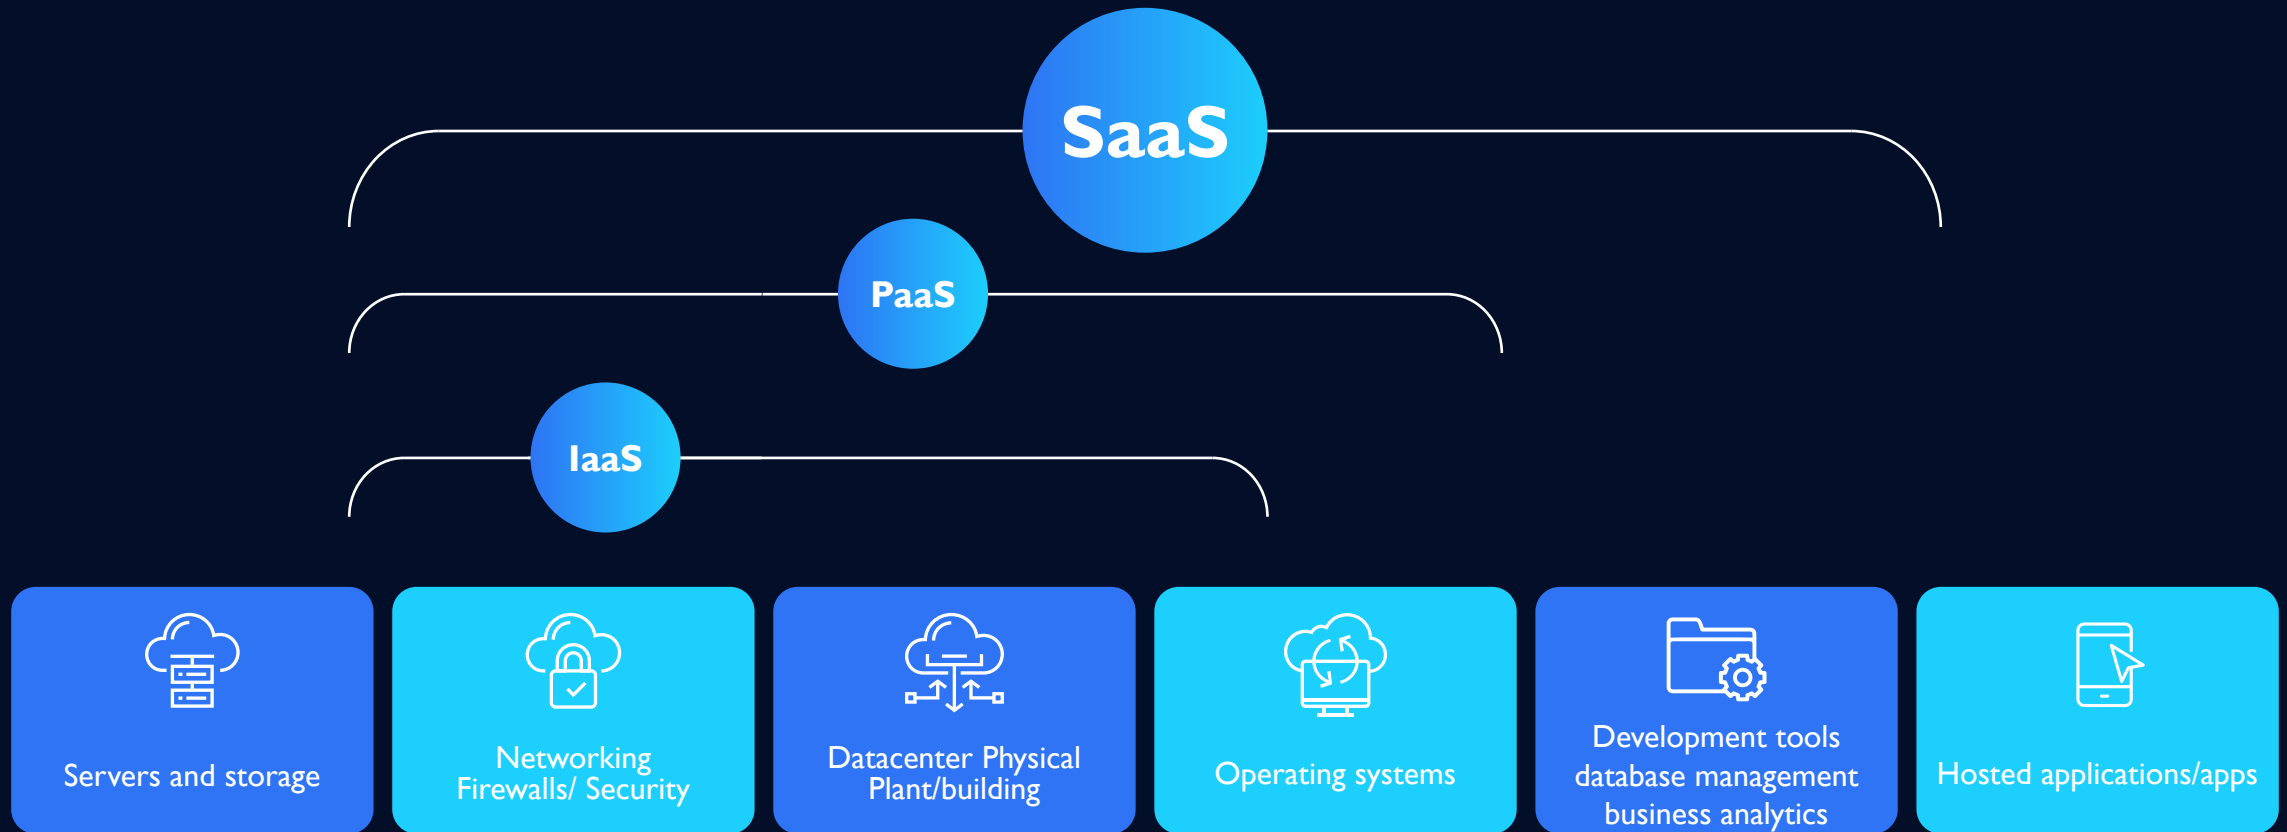 SaaS
PaaS
IaaS
Servers and storage
Networking
Firewalls/ Security
Datacenter Physical
Plant/building
Operating systems
Development tools
database management
business analytics
Hosted applications/apps